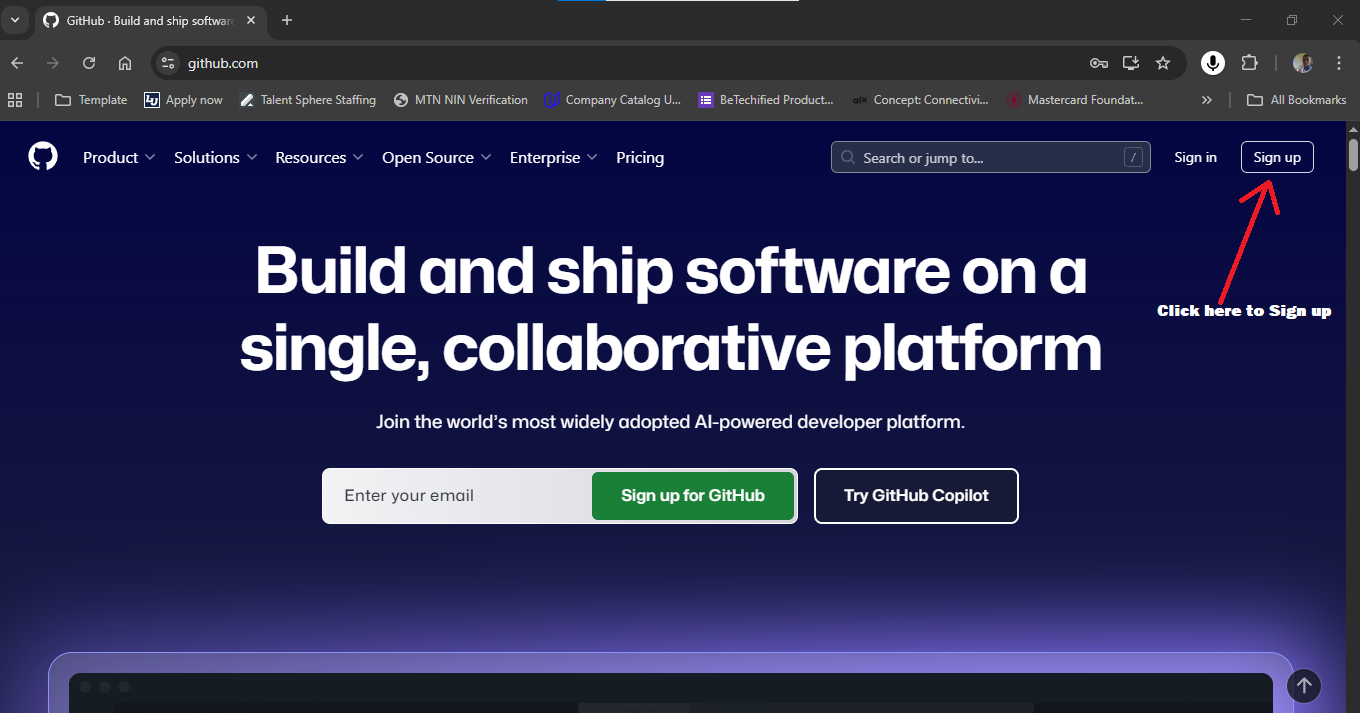 GitHub · Build and ship softwar
github.com
Template
Apply now
Talent Sphere Staffing
MTN NIN Verification
Company Catalog U...
BeTechified Product...
alx
Concept: Connectivi...
Mastercard Foundat...
All Bookmarks
Product
Solutions
Resources
Open Source
Enterprise
Pricing
Search or jump to...
/
Sign in
Sign up
Click here to Sign up
Build and ship software on a
single, collaborative platform
Join the world's most widely adopted AI-powered developer platform.
Enter your email
Sign up for GitHub
Try GitHub Copilot